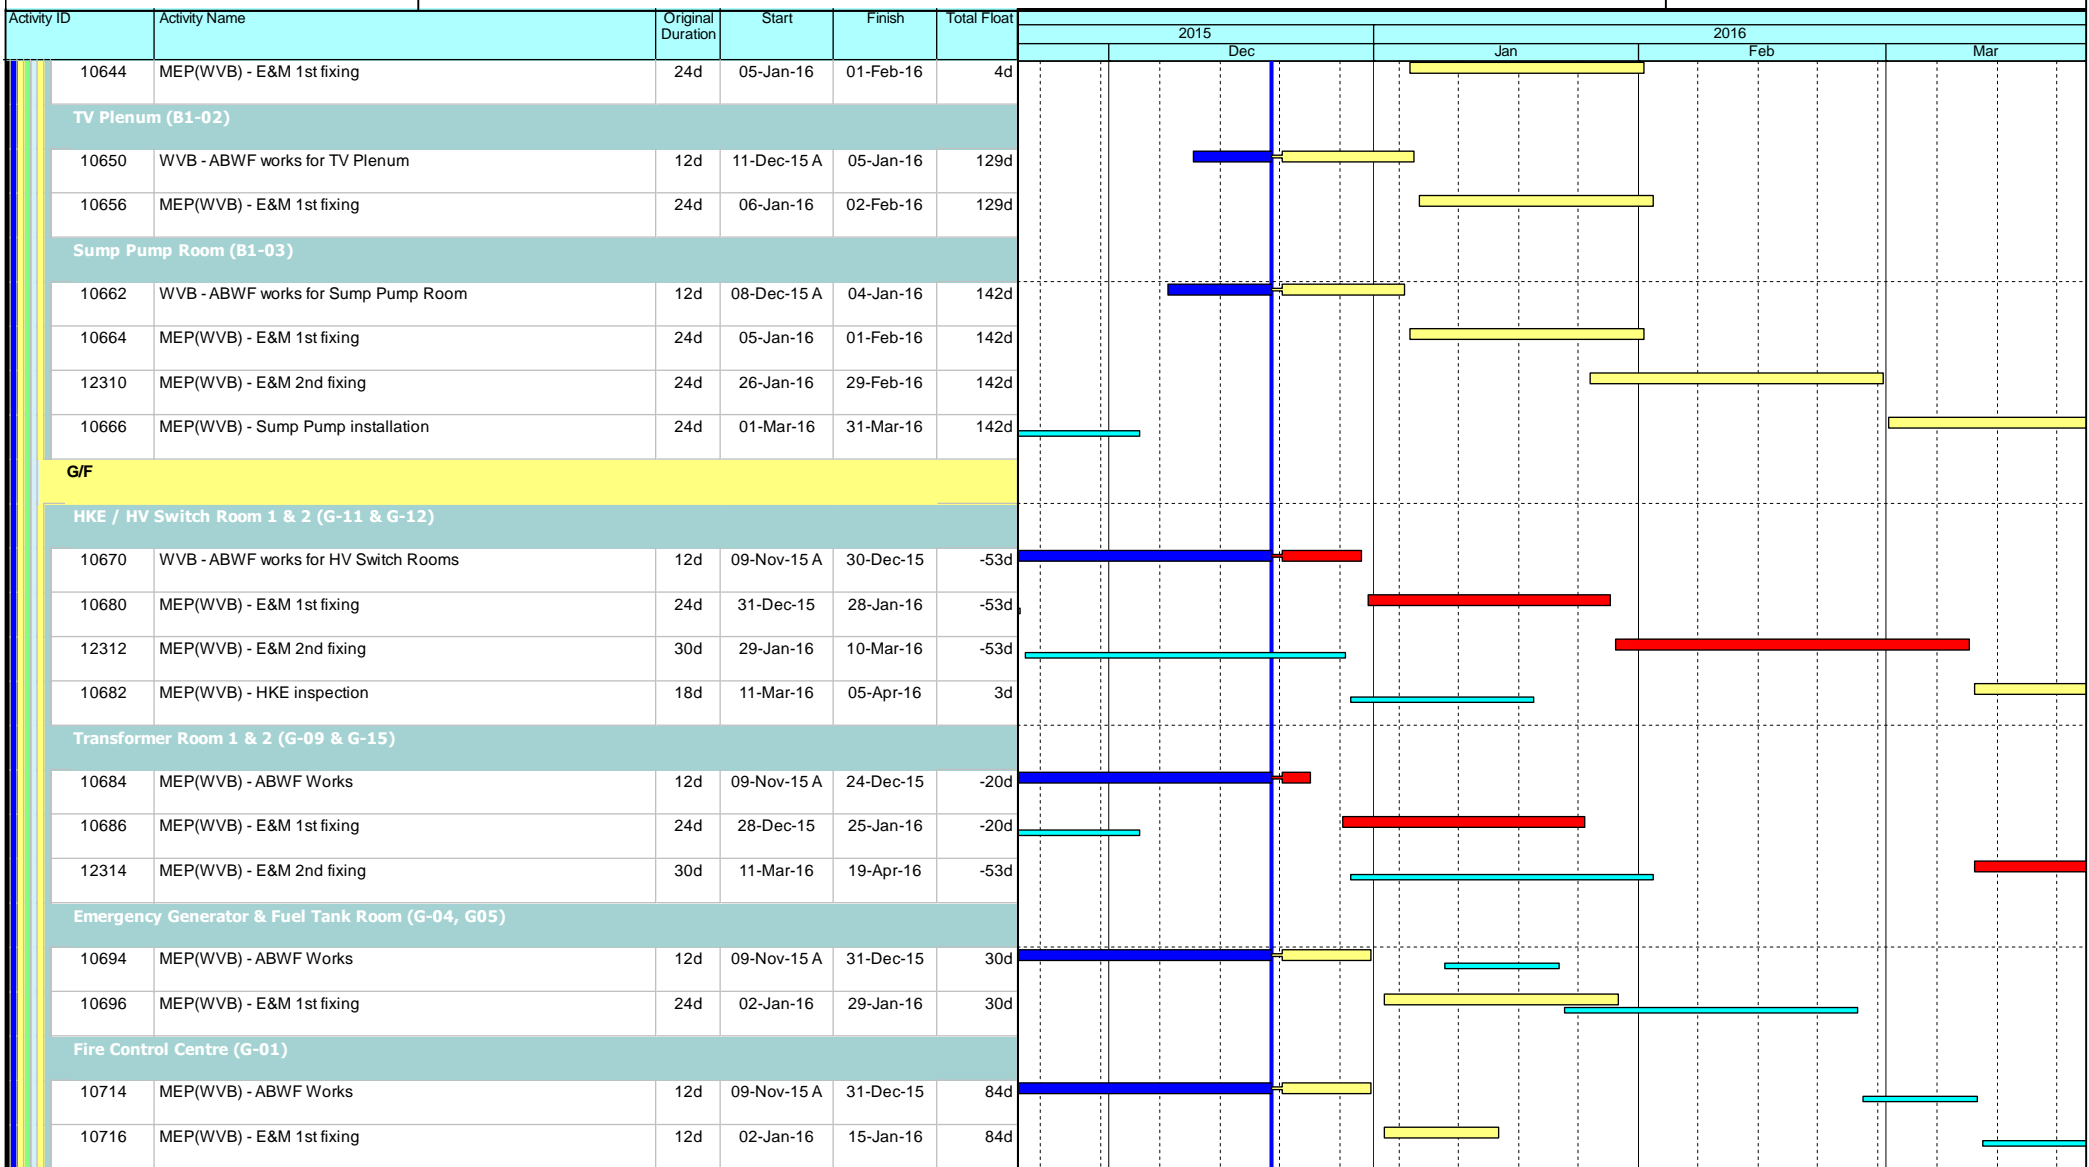 Activity ID Activity Name Original Duration Start Finish Total Float
2015 2016
Dec Jan Feb Mar
10644 MEP(WVB) - E&M 1st fixing 24d 05-Jan-16 01-Feb-16 4d
TV Plenum (B1-02)
10650 WVB - ABWF works for TV Plenum 12d 11-Dec-15 A 05-Jan-16 129d
10656 MEP(WVB) - E&M 1st fixing 24d 06-Jan-16 02-Feb-16 129d
Sump Pump Room (B1-03)
10662 WVB - ABWF works for Sump Pump Room 12d 08-Dec-15 A 04-Jan-16 142d
10664 MEP(WVB) - E&M 1st fixing 24d 05-Jan-16 01-Feb-16 142d
12310 MEP(WVB) - E&M 2nd fixing 24d 26-Jan-16 29-Feb-16 142d
10666 MEP(WVB) - Sump Pump installation 24d 01-Mar-16 31-Mar-16 142d
G/F
HKE / HV Switch Room 1 & 2 (G-11 & G-12)
10670 WVB - ABWF works for HV Switch Rooms 12d 09-Nov-15 A 30-Dec-15 -53d
10680 MEP(WVB) - E&M 1st fixing 24d 31-Dec-15 28-Jan-16 -53d
12312 MEP(WVB) - E&M 2nd fixing 30d 29-Jan-16 10-Mar-16 -53d
10682 MEP(WVB) - HKE inspection 18d 11-Mar-16 05-Apr-16 3d
Transformer Room 1 & 2 (G-09 & G-15)
10684 MEP(WVB) - ABWF Works 12d 09-Nov-15 A 24-Dec-15 -20d
10686 MEP(WVB) - E&M 1st fixing 24d 28-Dec-15 25-Jan-16 -20d
12314 MEP(WVB) - E&M 2nd fixing 30d 11-Mar-16 19-Apr-16 -53d
Emergency Generator & Fuel Tank Room (G-04, G05)
10694 MEP(WVB) - ABWF Works 12d 09-Nov-15 A 31-Dec-15 30d
10696 MEP(WVB) - E&M 1st fixing 24d 02-Jan-16 29-Jan-16 30d
Fire Control Centre (G-01)
10714 MEP(WVB) - ABWF Works 12d 09-Nov-15 A 31-Dec-15 84d
10716 MEP(WVB) - E&M 1st fixing 12d 02-Jan-16 15-Jan-16 84d